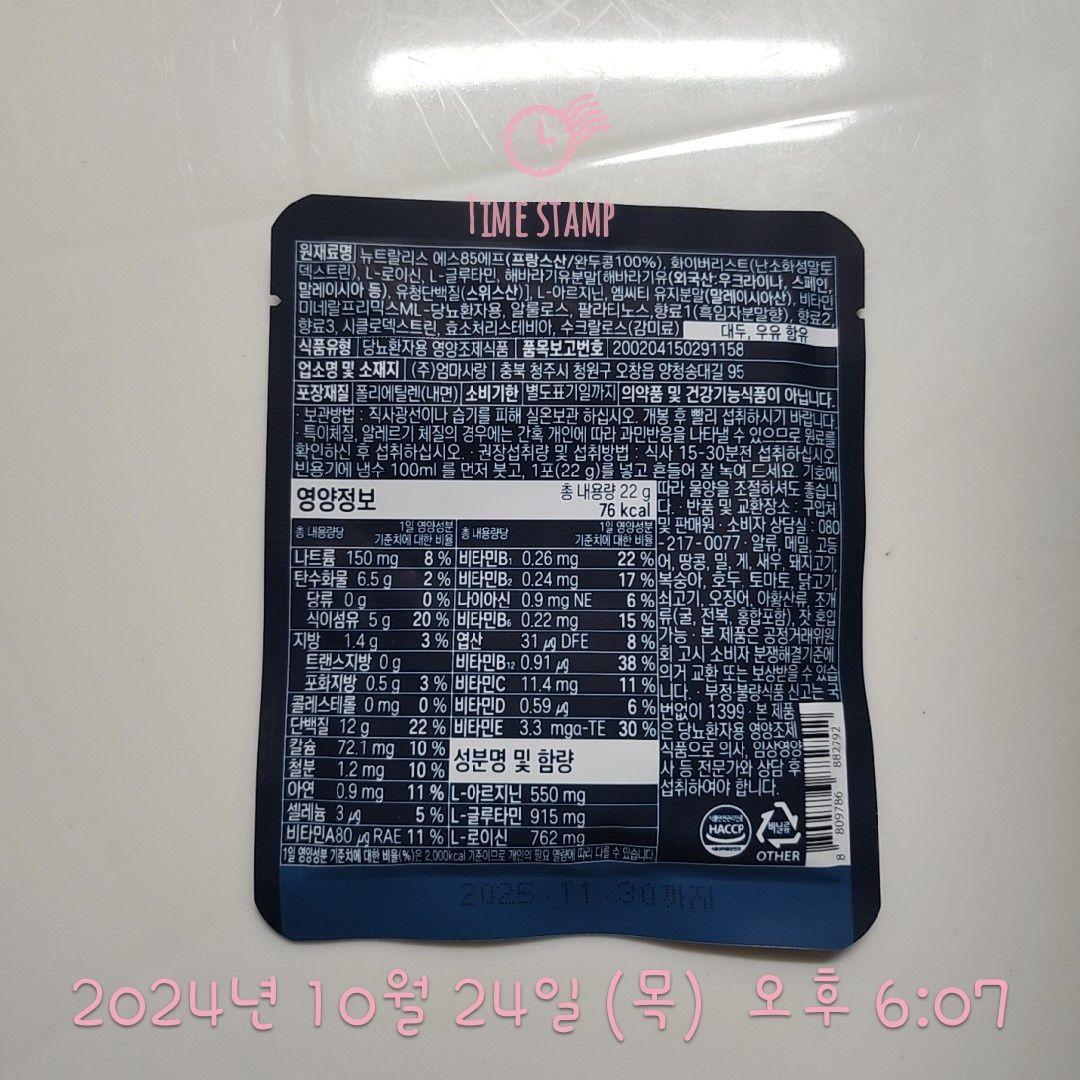 TIME STAMP
원재료명 뉴트랄리스 에스85에프(프랑스산/완두콩100%), 화이버리스트(난소화성말토
덱스트린), L-로이신, L-글루타민, 해바라기유분말[해바라기유(외국산:우크라이나, 스페인,
말레이시아 등), 유청단백질(스위스산)], L-아르지닌, 엠씨티 유지분말(말레이시아산), 비타민
미네랄프리믹스ML-당뇨환자용, 알룰로스, 팔라티노스, 향료1(흑임자분말향), 향료2,
향료3, 시클로덱스트린, 효소처리스테비아, 수크랄로스(감미료) 대두, 우유 함유
식품유형 당뇨환자용 영양조제식품 품목보고번호 200204150291158
업소명 및 소재지 (주)엄마사랑 | 충북 청주시 청원구 오창읍 양청송대길 95
포장재질 폴리에틸렌(내면) 소비기한 별도표기일까지 의약품 및 건강기능식품이 아닙니다.
· 보관방법 : 직사광선이나 습기를 피해 실온보관 하십시오. 개봉 후 빨리 섭취하시기 바랍니다.
· 특이체질, 알레르기 체질의 경우에는 간혹 개인에 따라 과민반응을 나타낼 수 있으므로 원료를
확인하신 후 섭취하십시오. · 권장섭취량 및 섭취방법 : 식사 15-30분전 섭취하십시오.
빈용기에 냉수 100ml 를 먼저 붓고, 1포(22 g)를 넣고 흔들어 잘 녹여 드세요. 기호에
따라 물양을 조절하셔도 좋습니
다. · 반품 및 교환장소 : 구입처
및 판매원 · 소비자 상담실 : 080
-217-0077 · 알류, 메밀, 고등
어, 땅콩, 밀, 게, 새우, 돼지고기,
복숭아, 호두, 토마토, 닭고기,
쇠고기, 오징어, 아황산류, 조개
류(굴, 전복, 홍합포함), 잣 혼입
가능 · 본 제품은 공정거래위원
회 고시 소비자 분쟁해결기준에
의거 교환 또는 보상받을 수 있습
니다. · 부정·불량식품 신고는 국
번없이 1399 · 본 제품
은 당뇨환자용 영양조제
식품으로 의사, 임상영양
사 등 전문가와 상담 후
섭취하여야 합니다.
영양정보
총 내용량 22 g
76 kcal
총 내용량당 1일 영양성분 기준치에 대한 비율
나트륨 150 mg 8 %
탄수화물 6.5 g 2 %
당류 0 g 0 %
식이섬유 5 g 20 %
지방 1.4 g 3 %
트랜스지방 0 g
포화지방 0.5 g 3 %
콜레스테롤 0 mg 0 %
단백질 12 g 22 %
칼슘 72.1 mg 10 %
철분 1.2 mg 10 %
아연 0.9 mg 11 %
셀레늄 3 μg 5 %
비타민A 80 μg RAE 11 %
총 내용량당 1일 영양성분 기준치에 대한 비율
비타민B₁ 0.26 mg 22 %
비타민B₂ 0.24 mg 17 %
나이아신 0.9 mg NE 6 %
비타민B₆ 0.22 mg 15 %
엽산 31 μg DFE 8 %
비타민B₁₂ 0.91 μg 38 %
비타민C 11.4 mg 11 %
비타민D 0.59 μg 6 %
비타민E 3.3 mgα-TE 30 %
성분명 및 함량
L-아르지닌 550 mg
L-글루타민 915 mg
L-로이신 762 mg
1일 영양성분 기준치에 대한 비율(%)은 2,000kcal 기준이므로 개인의 필요 열량에 따라 다를 수 있습니다.
HACCP
비닐류
OTHER
8 809786 882792
2025.11.30까지
2024년 10월 24일 (목) 오후 6:07